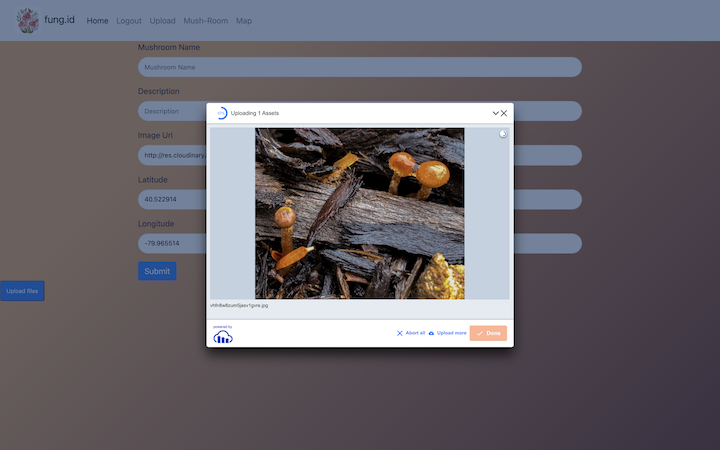 fung.id Home Logout Upload Mush-Room Map
Mushroom Name
Mushroom Name
Description
Description
Image Url
http://res.cloudinary.
Latitude
40.522914
Longitude
-79.965514
Submit
Upload files
Uploading 1 Assets
powered by
Abort all Upload more Done